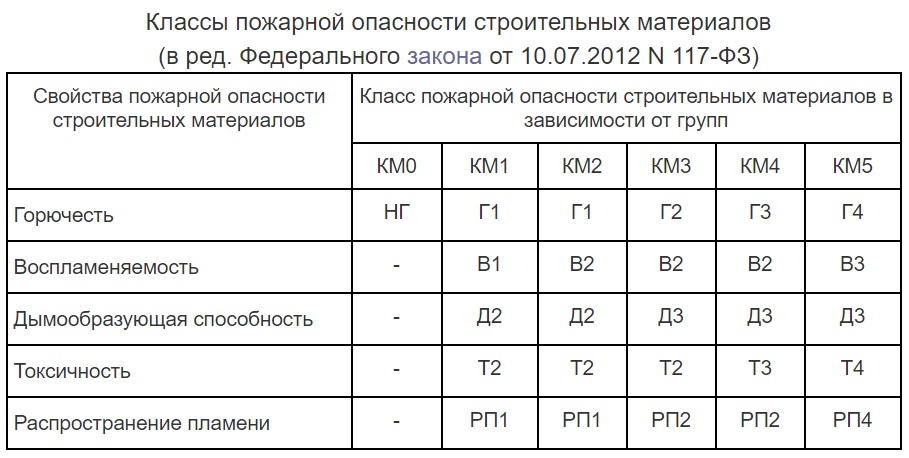 Классы пожарной опасности строительных материалов
(в ред. Федерального закона от 10.07.2012 N 117-ФЗ)
Свойства пожарной опасности
строительных материалов
Класс пожарной опасности строительных материалов в
зависимости от групп
КМ0 КМ1 КМ2 КМ3 КМ4 КМ5
Горючесть НГ Г1 Г1 Г2 Г3 Г4
Воспламеняемость - В1 В2 В2 В2 В3
Дымообразующая способность - Д2 Д2 Д3 Д3 Д3
Токсичность - Т2 Т2 Т2 Т3 Т4
Распространение пламени - РП1 РП1 РП2 РП2 РП4